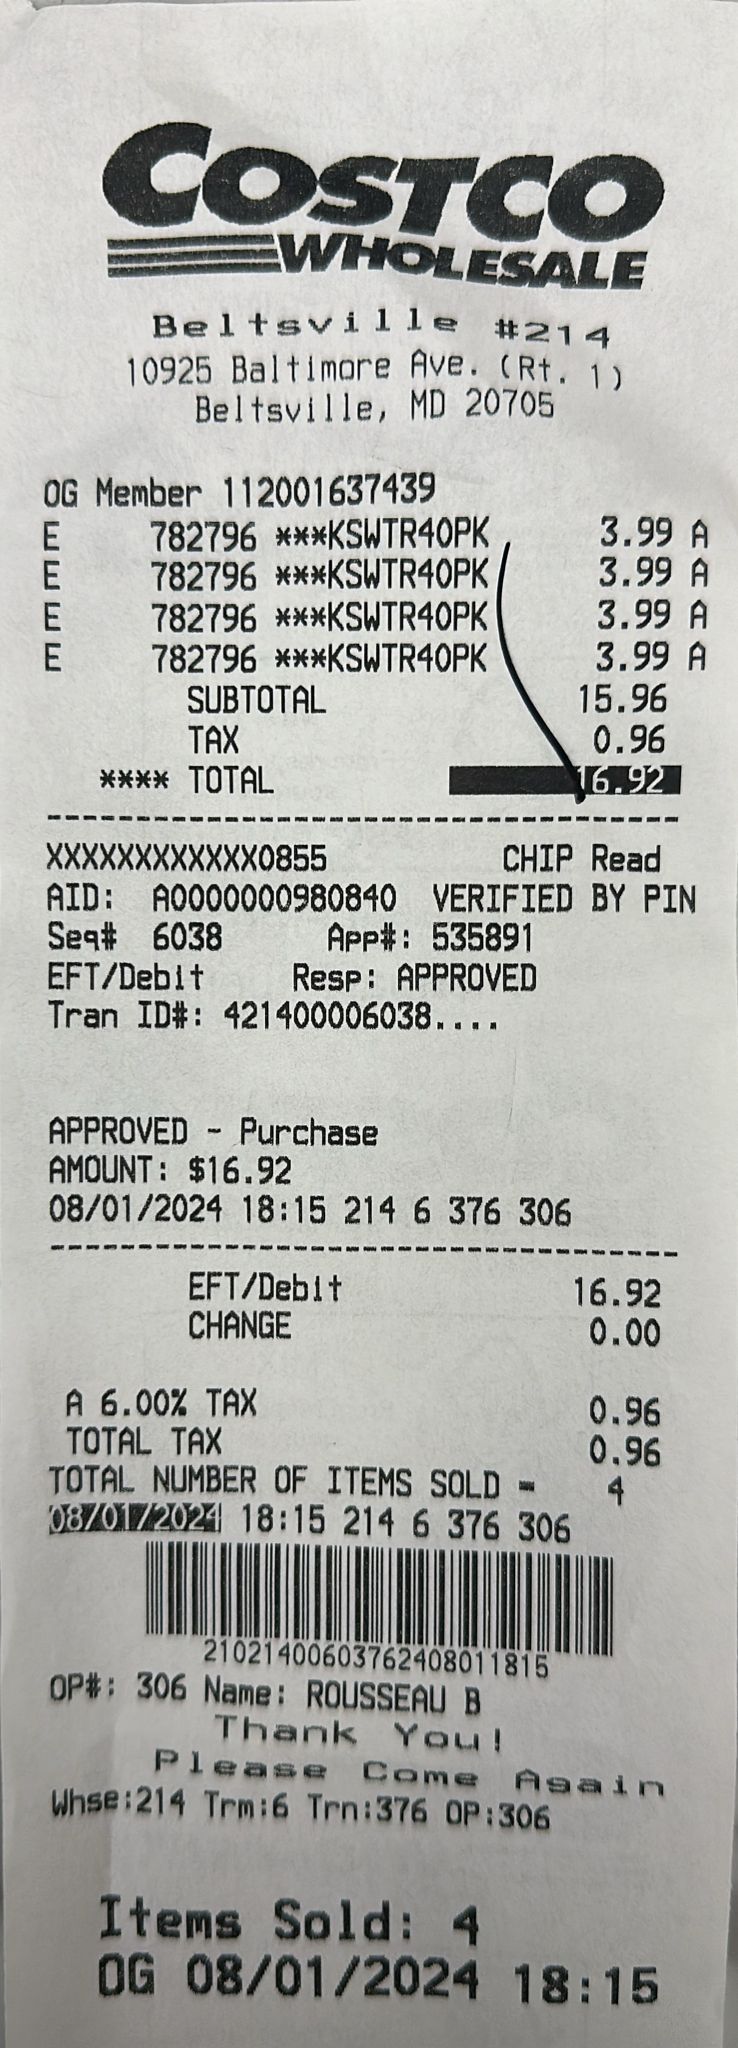 COSTCO
WHOLESALE
Beltsville #214
10925 Baltimore Ave. (Rt. 1)
Beltsville, MD 20705
OG Member 112001637439
E 782796 ***KSWTR40PK 3.99 A
E 782796 ***KSWTR40PK 3.99 A
E 782796 ***KSWTR40PK 3.99 A
E 782796 ***KSWTR40PK 3.99 A
SUBTOTAL 15.96
TAX 0.96
**** TOTAL 16.92
XXXXXXXXXXXX0855 CHIP Read
AID: A0000000980840 VERIFIED BY PIN
Seq# 6038 App#: 535891
EFT/Debit Resp: APPROVED
Tran ID#: 421400006038....
APPROVED - Purchase
AMOUNT: $16.92
08/01/2024 18:15 214 6 376 306
EFT/Debit 16.92
CHANGE 0.00
A 6.00% TAX 0.96
TOTAL TAX 0.96
TOTAL NUMBER OF ITEMS SOLD = 4
08/01/2024 18:15 214 6 376 306
21021400603762408011815
OP#: 306 Name: ROUSSEAU B
Thank You!
Please Come Again
Whse:214 Trm:6 Trn:376 OP:306
Items Sold: 4
OG 08/01/2024 18:15